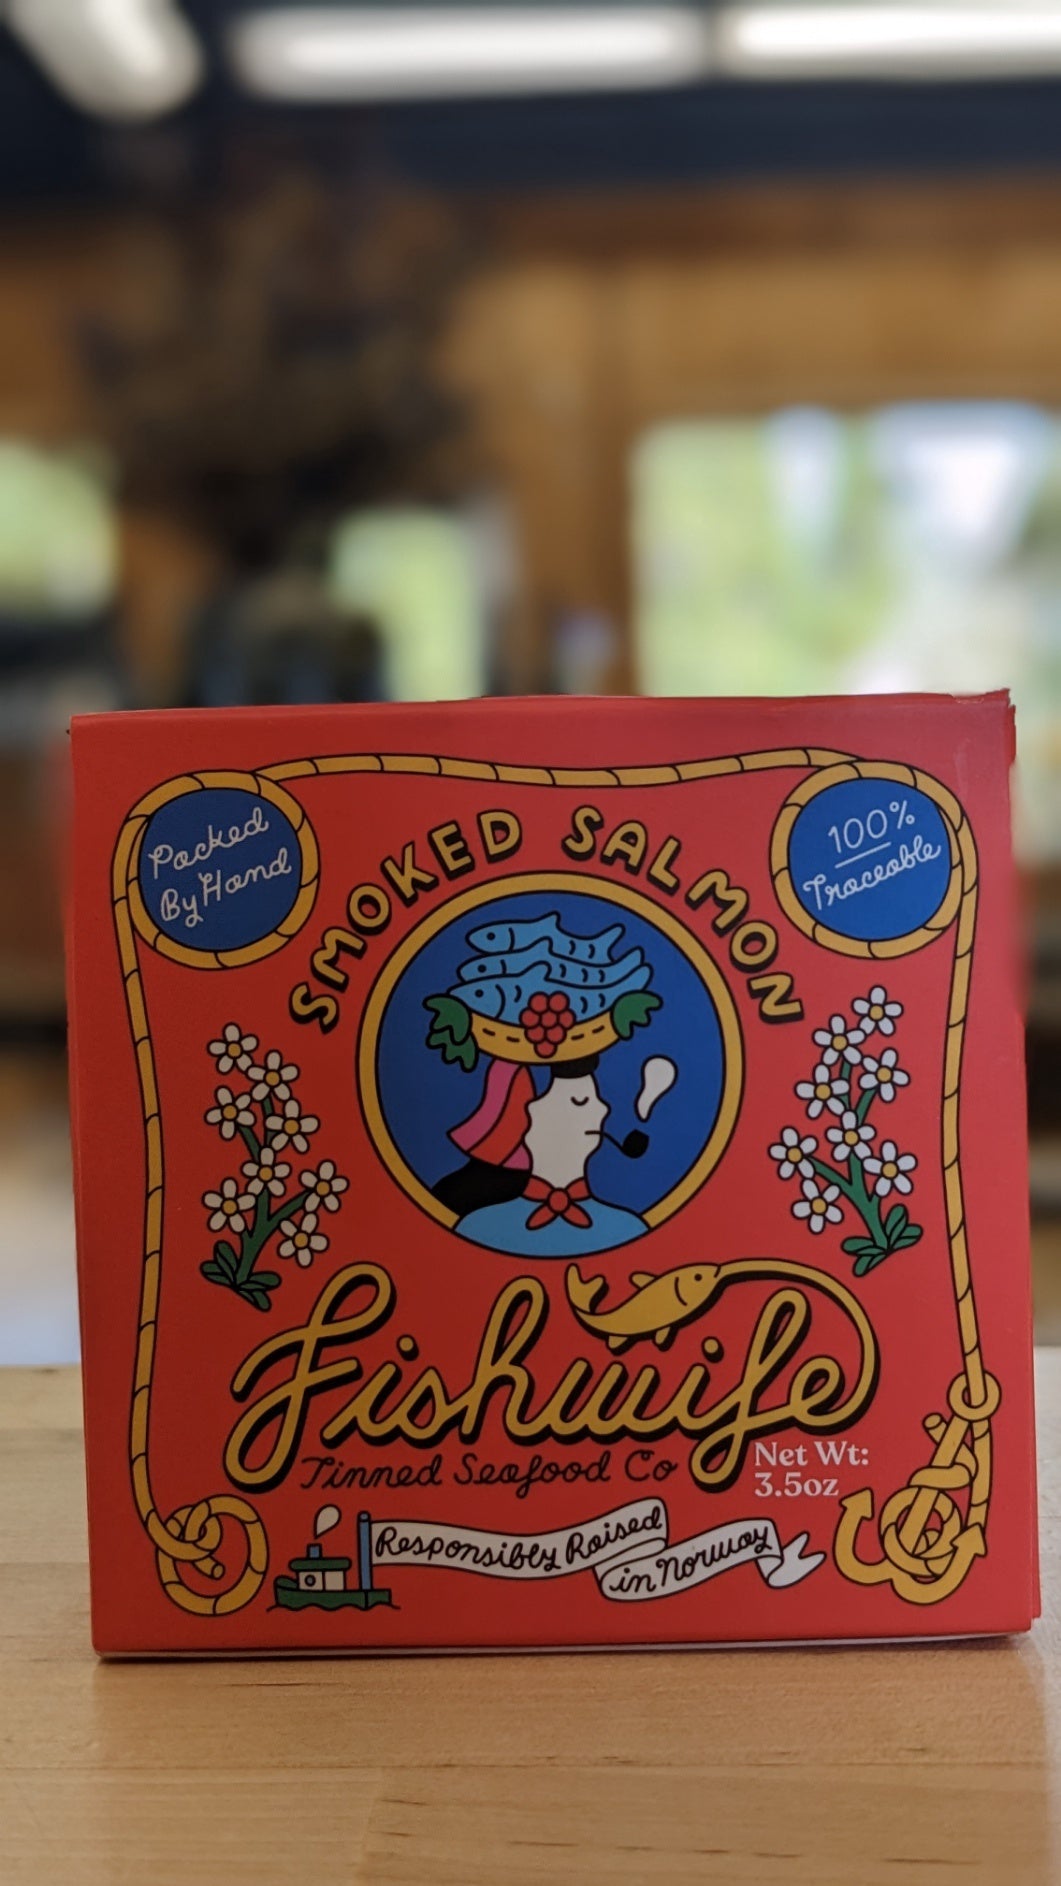 Packed
By Hand
100%
Traceable
SMOKED SALMON
Fishwife
Tinned Seafood Co
Net Wt:
3.5oz
Responsibly Raised
in Norway